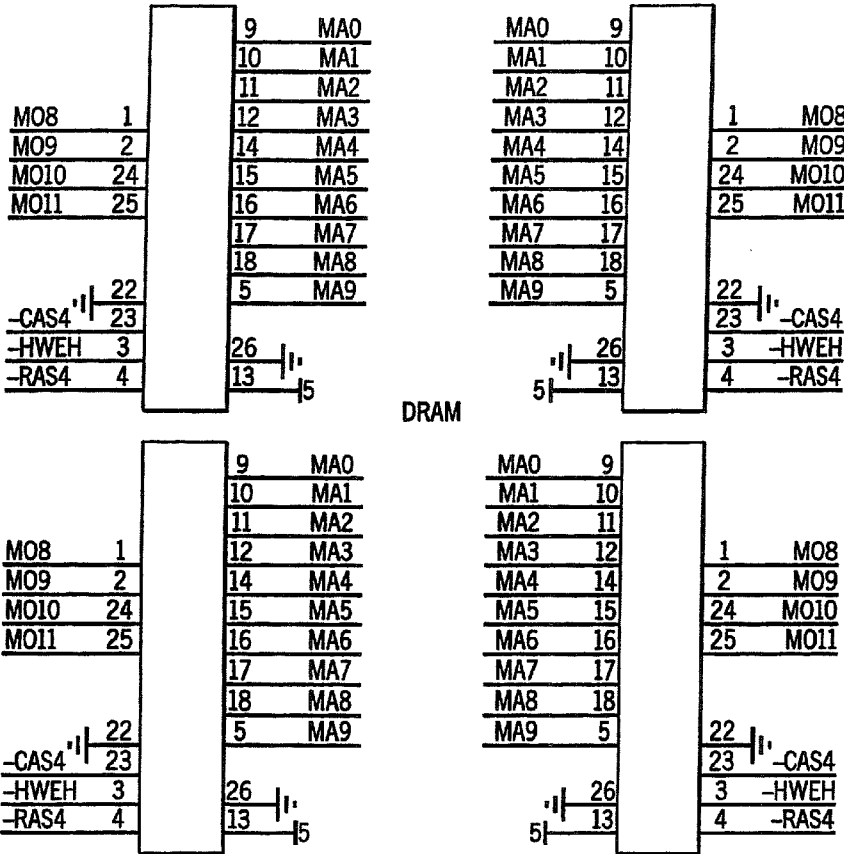 9 MA0 MA0 9
10 MA1 MA1 10
11 MA2 MA2 11
MO8 1 12 MA3 MA3 12 1 MO8
MO9 2 14 MA4 MA4 14 2 MO9
MO10 24 15 MA5 MA5 15 24 MO10
MO11 25 16 MA6 MA6 16 25 MO11
17 MA7 MA7 17
18 MA8 MA8 18
22 5 MA9 MA9 5 22
-CAS4 23 23 -CAS4
-HWEH 3 26 26 3 -HWEH
-RAS4 4 13 5 5 13 4 -RAS4
DRAM
9 MA0 MA0 9
10 MA1 MA1 10
11 MA2 MA2 11
MO8 1 12 MA3 MA3 12 1 MO8
MO9 2 14 MA4 MA4 14 2 MO9
MO10 24 15 MA5 MA5 15 24 MO10
MO11 25 16 MA6 MA6 16 25 MO11
17 MA7 MA7 17
18 MA8 MA8 18
22 5 MA9 MA9 5 22
-CAS4 23 23 -CAS4
-HWEH 3 26 26 3 -HWEH
-RAS4 4 13 5 5 13 4 -RAS4